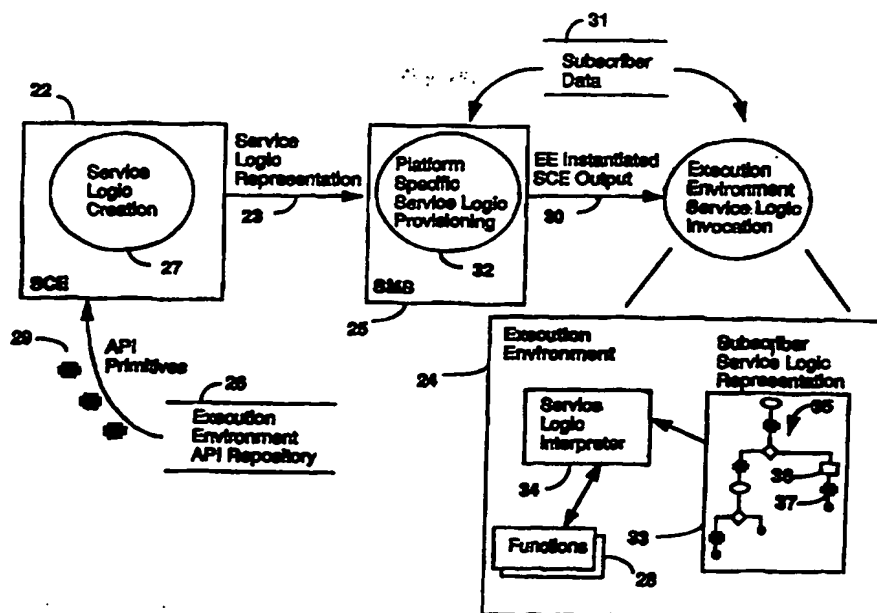 31
Subscriber
Data
22
Service
Logic
Creation
27
SCE
Service
Logic
Representation
23
Platform
Specific
Service Logic
Provisioning
32
SMS
25
EE Instantiated
SCE Output
30
Execution
Environment
Service Logic
Invocation
29
API
Primitives
26
Execution
Environment
API Repository
24
Execution
Environment
Service
Logic
Interpreter
34
Functions
28
Subscriber
Service Logic
Representation
35
36
37
33